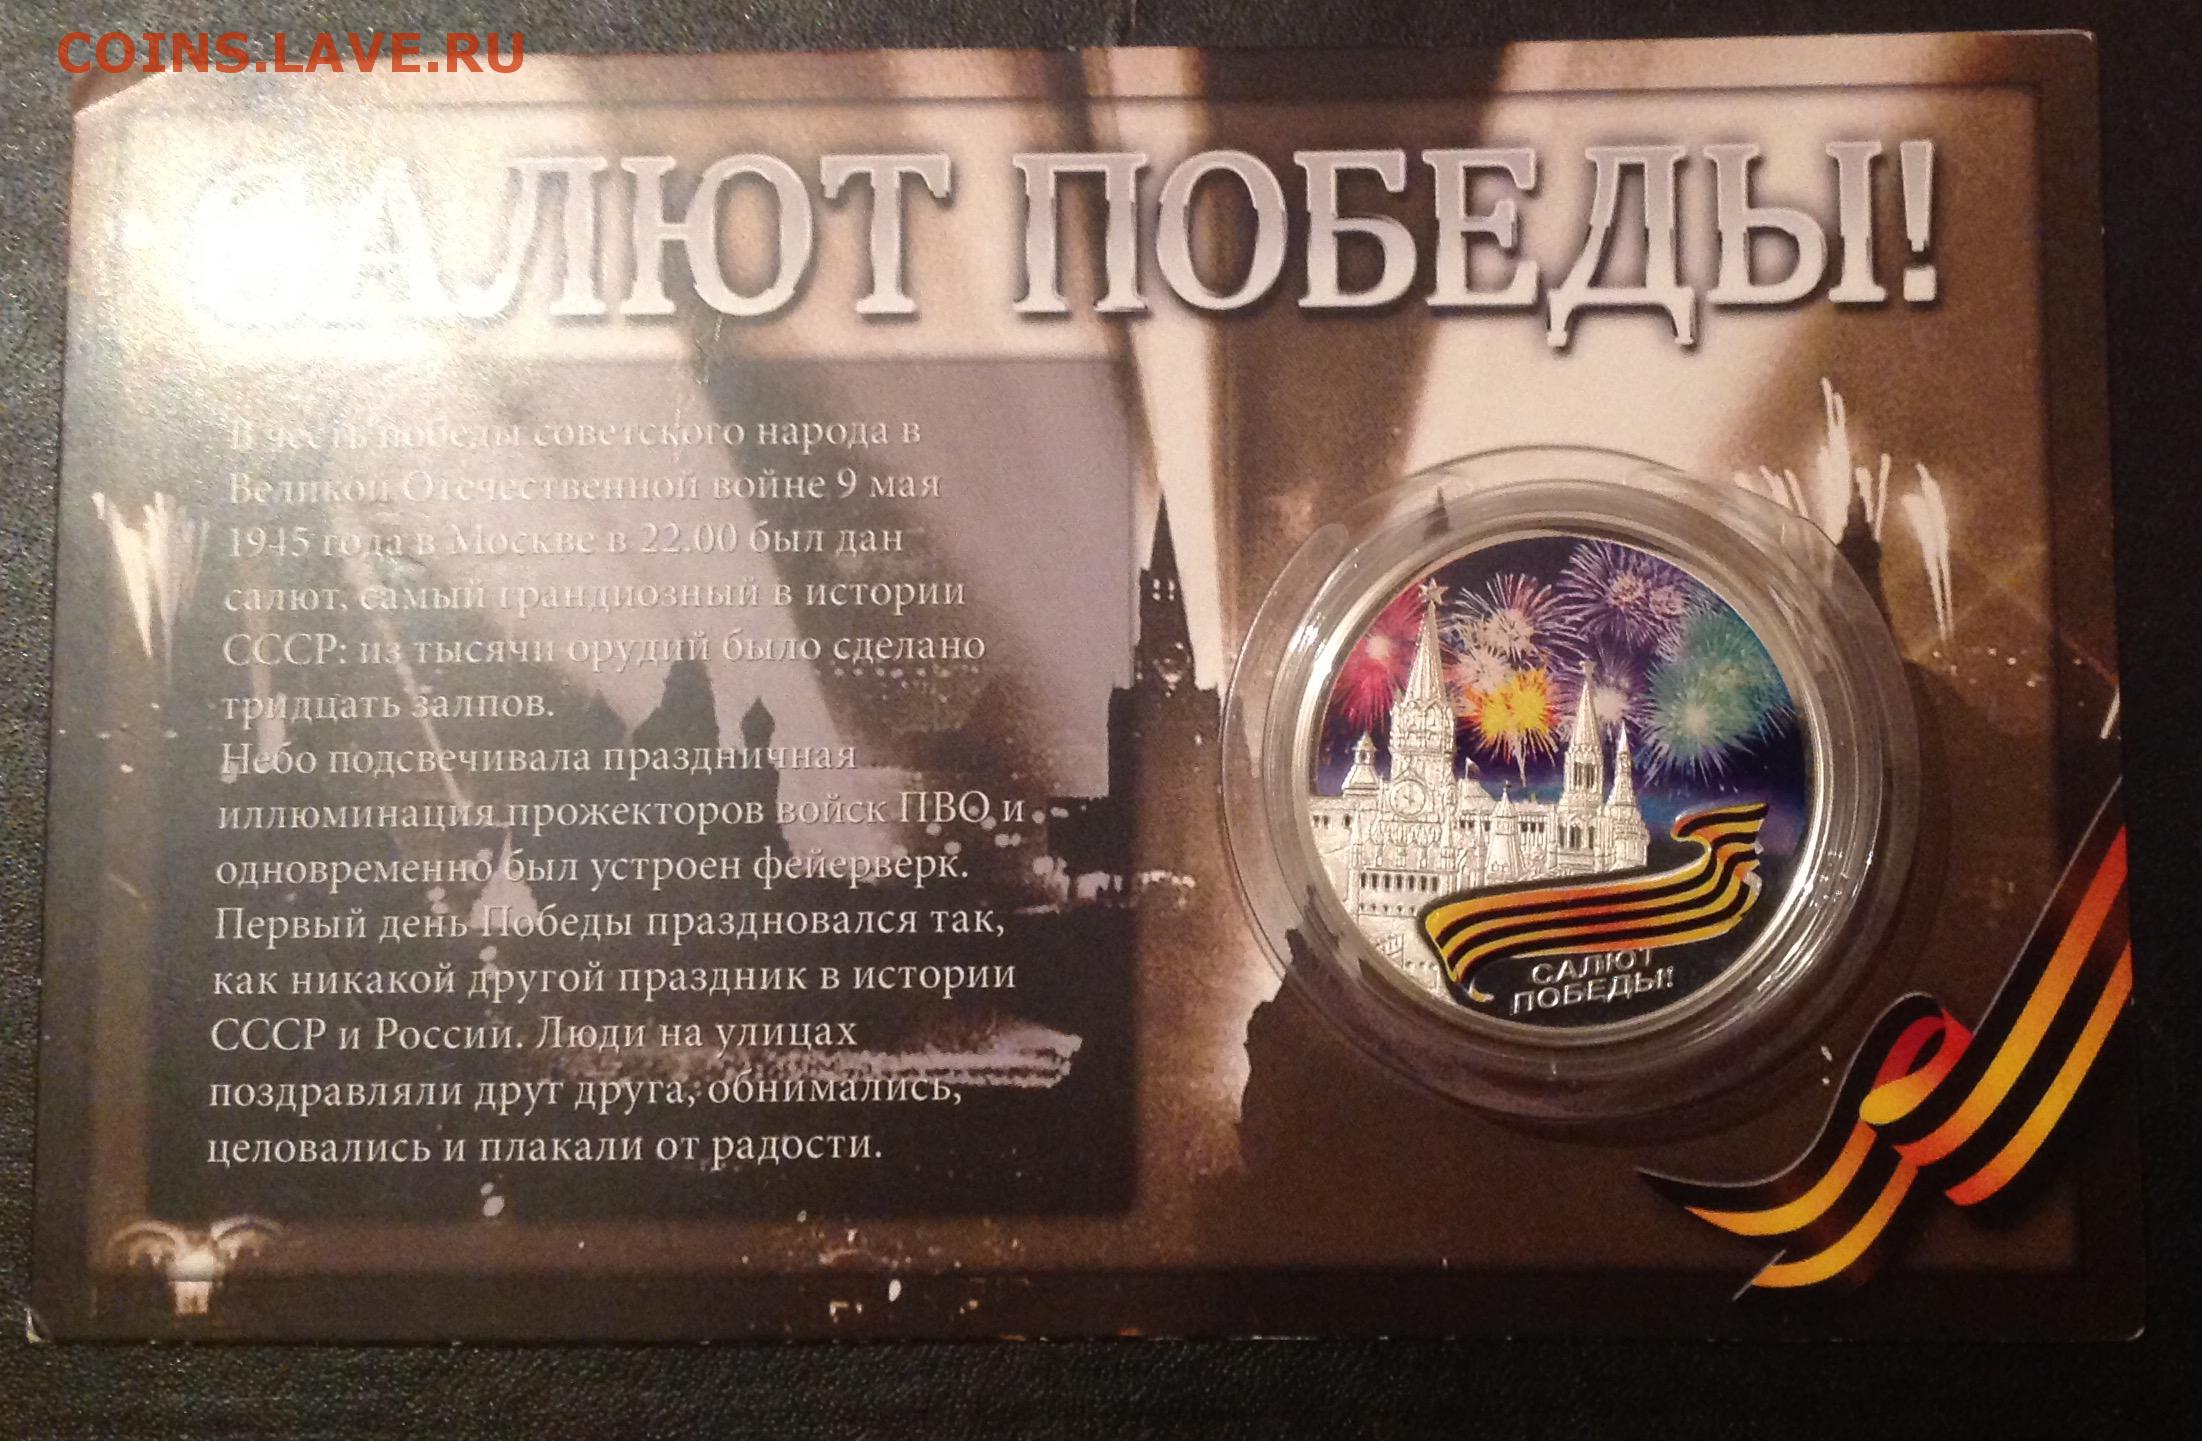 COINS.LAVE.RU
САЛЮТ ПОБЕДЫ!
В честь победы советского народа в
Великой Отечественной войне 9 мая
1945 года в Москве в 22.00 был дан
салют, самый грандиозный в истории
СССР: из тысячи орудий было сделано
тридцать залпов.
Небо подсвечивала праздничная
иллюминация прожекторов войск ПВО и
одновременно был устроен фейерверк.
Первый день Победы праздновался так,
как никакой другой праздник в истории
СССР и России. Люди на улицах
поздравляли друг друга, обнимались,
целовались и плакали от радости.
САЛЮТ
ПОБЕДЫ!